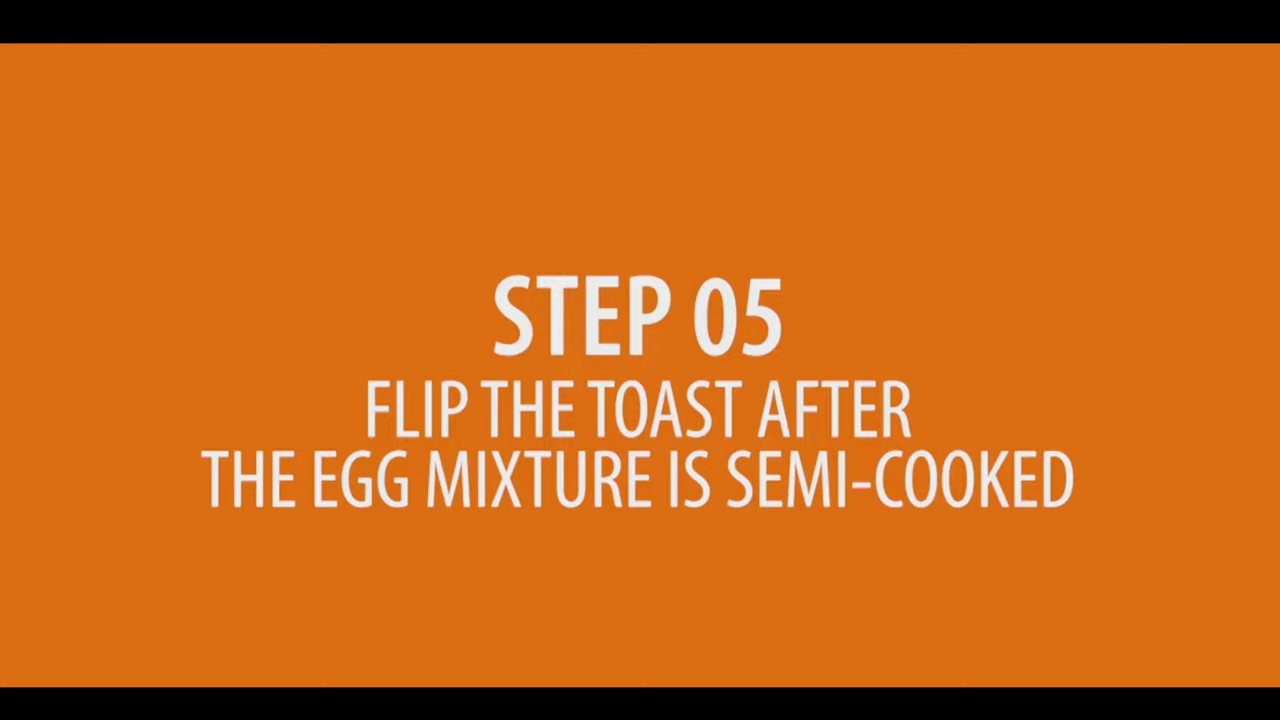 STEP 05
FLIP THE TOAST AFTER
THE EGG MIXTURE IS SEMI-COOKED